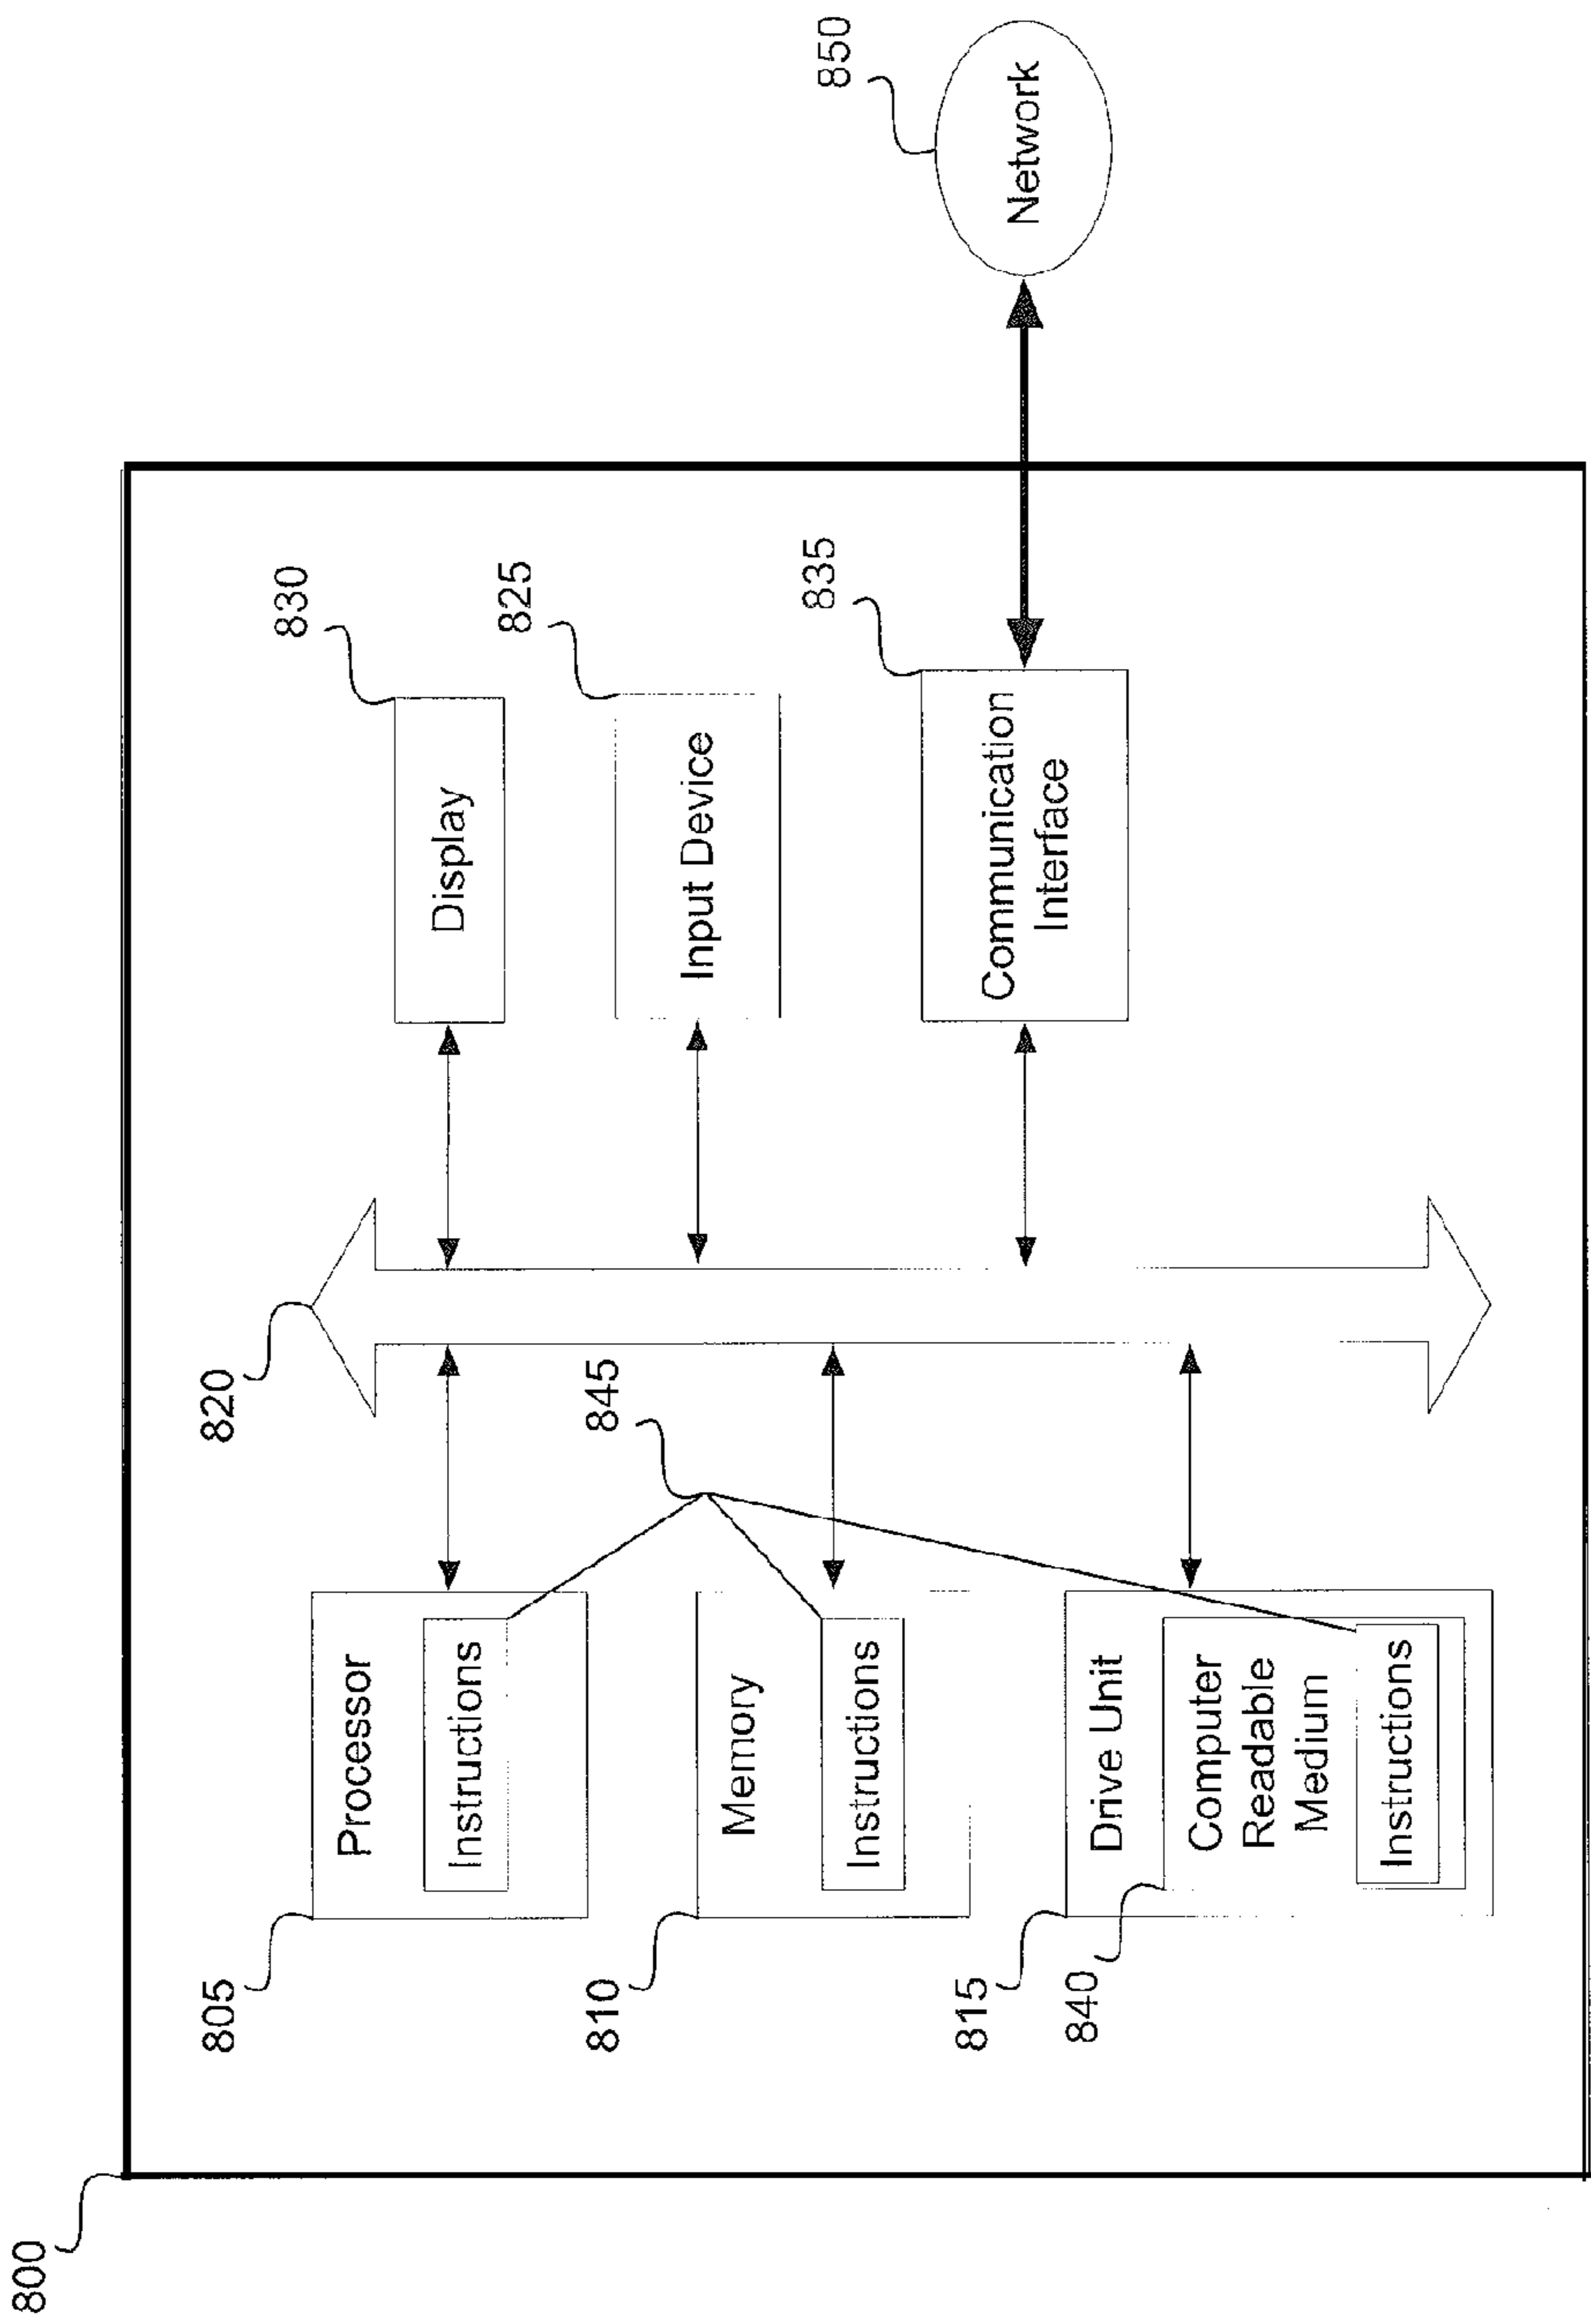 800
805
Processor
Instructions
820
830
Display
810
Memory
Instructions
845
825
Input Device
815
Drive Unit
840
Computer
Readable
Medium
Instructions
835
Communication
Interface
850
Network